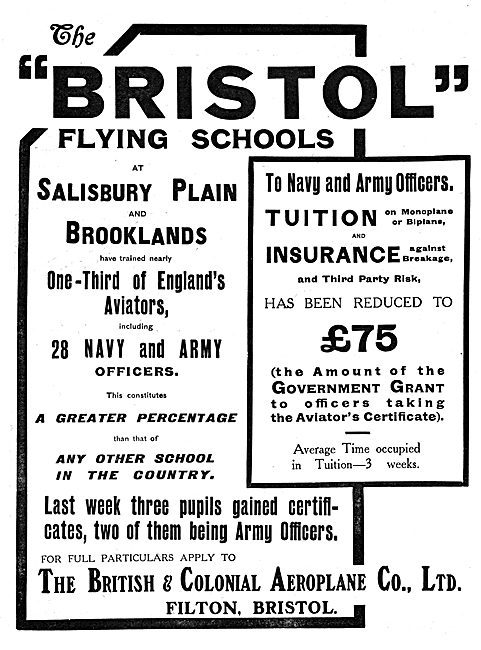 The
"BRISTOL"
FLYING SCHOOLS
AT
SALISBURY PLAIN
AND
BROOKLANDS
have trained nearly
One-Third of England's
Aviators,
including
28 NAVY and ARMY
OFFICERS.
This constitutes
A GREATER PERCENTAGE
than that of
ANY OTHER SCHOOL
IN THE COUNTRY.
To Navy and Army Officers.
TUITION on Monoplane
or Biplane,
AND
INSURANCE against
Breakage,
and Third Party Risk,
HAS BEEN REDUCED TO
£75
(the Amount of the
GOVERNMENT GRANT
to officers taking
the Aviator's Certificate).
Average Time occupied
in Tuition—3 weeks.
Last week three pupils gained certifi-
cates, two of them being Army Officers.
FOR FULL PARTICULARS APPLY TO
THE BRITISH & COLONIAL AEROPLANE CO., LTD.
FILTON, BRISTOL.